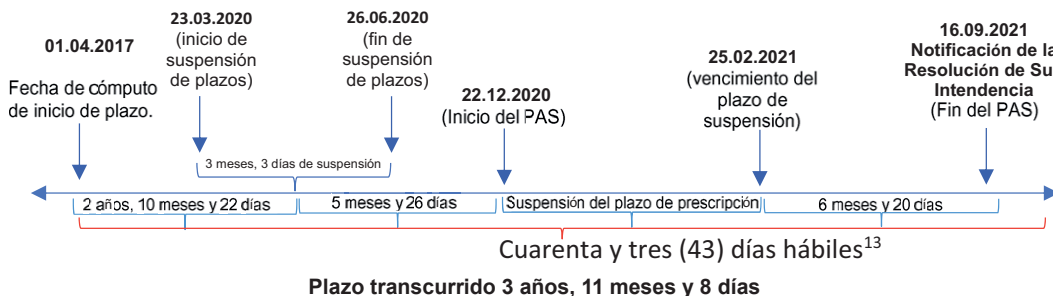 01.04.2017
Fecha de cómputo
de inicio de plazo.
23.03.2020
(inicio de
suspensión
de plazos)
26.06.2020
(fin de
suspensión
de plazos)
22.12.2020
(Inicio del PAS)
25.02.2021
(vencimiento del
plazo de
suspensión)
16.09.2021
Notificación de la
Resolución de Su
Intendencia
(Fin del PAS)
3 meses, 3 días de suspensión
2 años, 10 meses y 22 días
5 meses y 26 días
Suspensión del plazo de prescripción
6 meses y 20 días
Cuarenta y tres (43) días hábiles¹³
Plazo transcurrido 3 años, 11 meses y 8 días